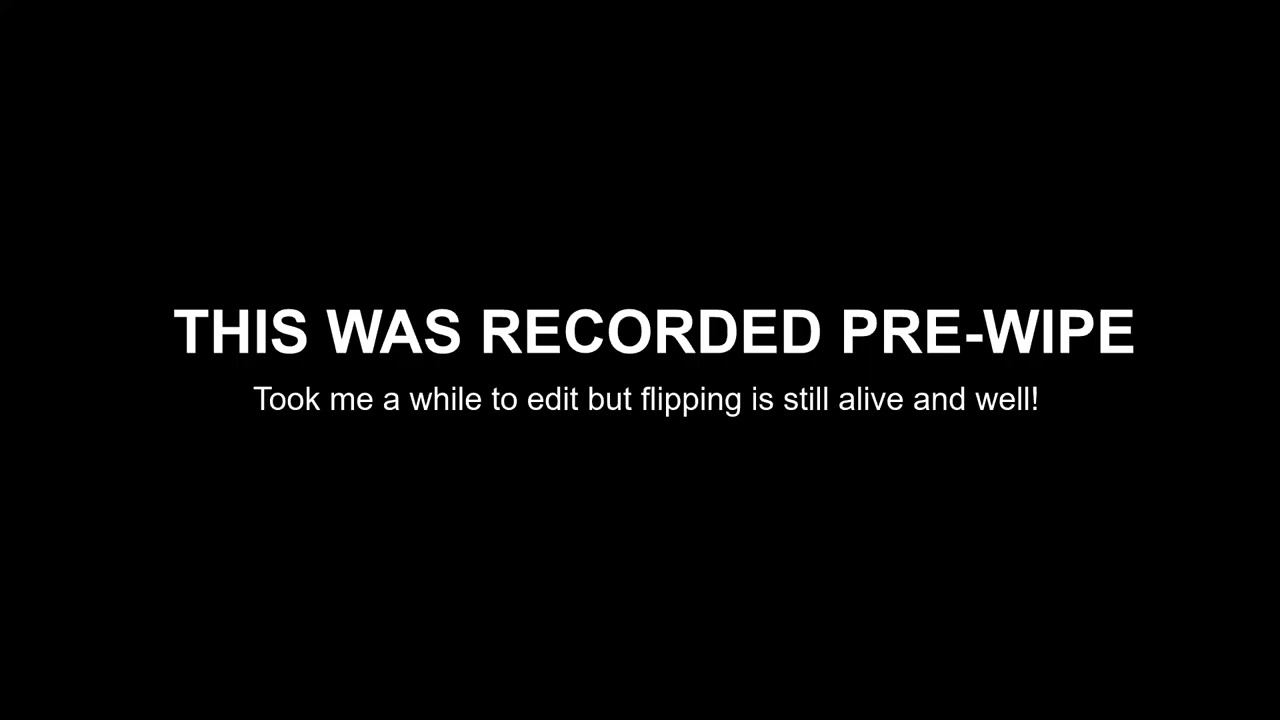 THIS WAS RECORDED PRE-WIPE
Took me a while to edit but flipping is still alive and well!